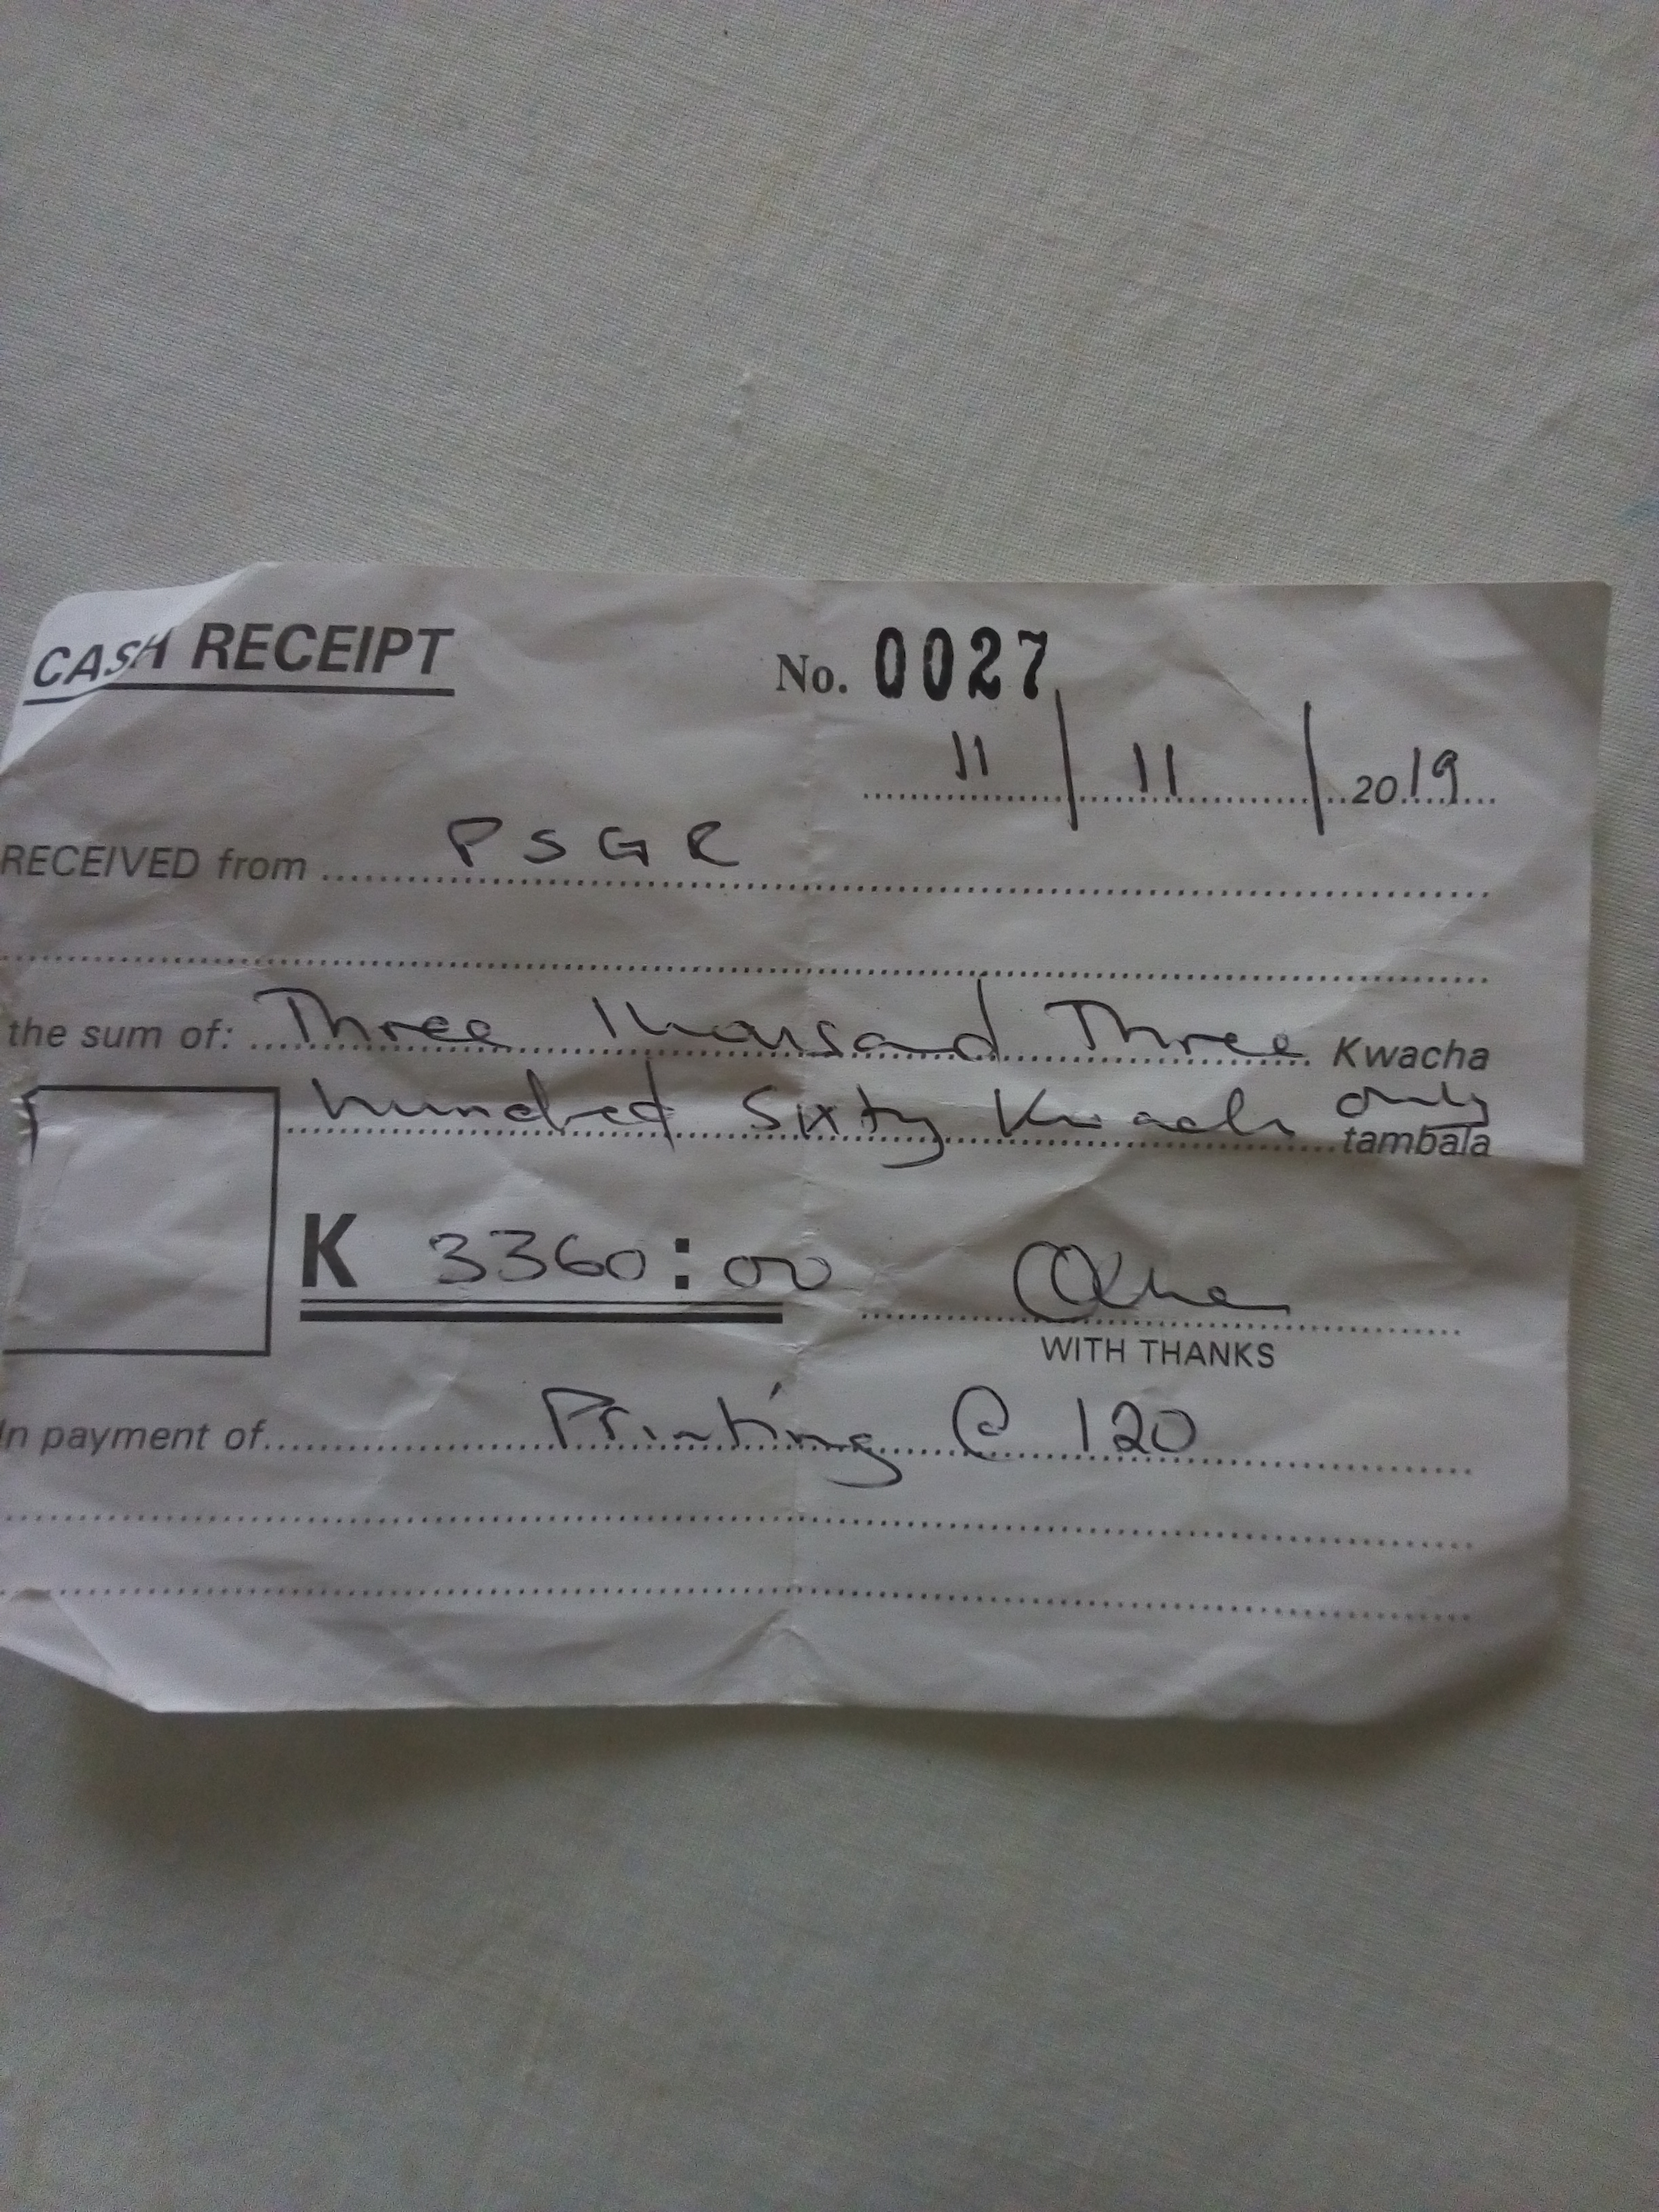 CASH RECEIPT
No. 0027
11 / 11 / 2019
RECEIVED from PSGR
the sum of: Three Thousand Three Kwacha
hundred Sixty Kwacha only tambala
K 3360 : 00
WITH THANKS
In payment of Printing @ 120